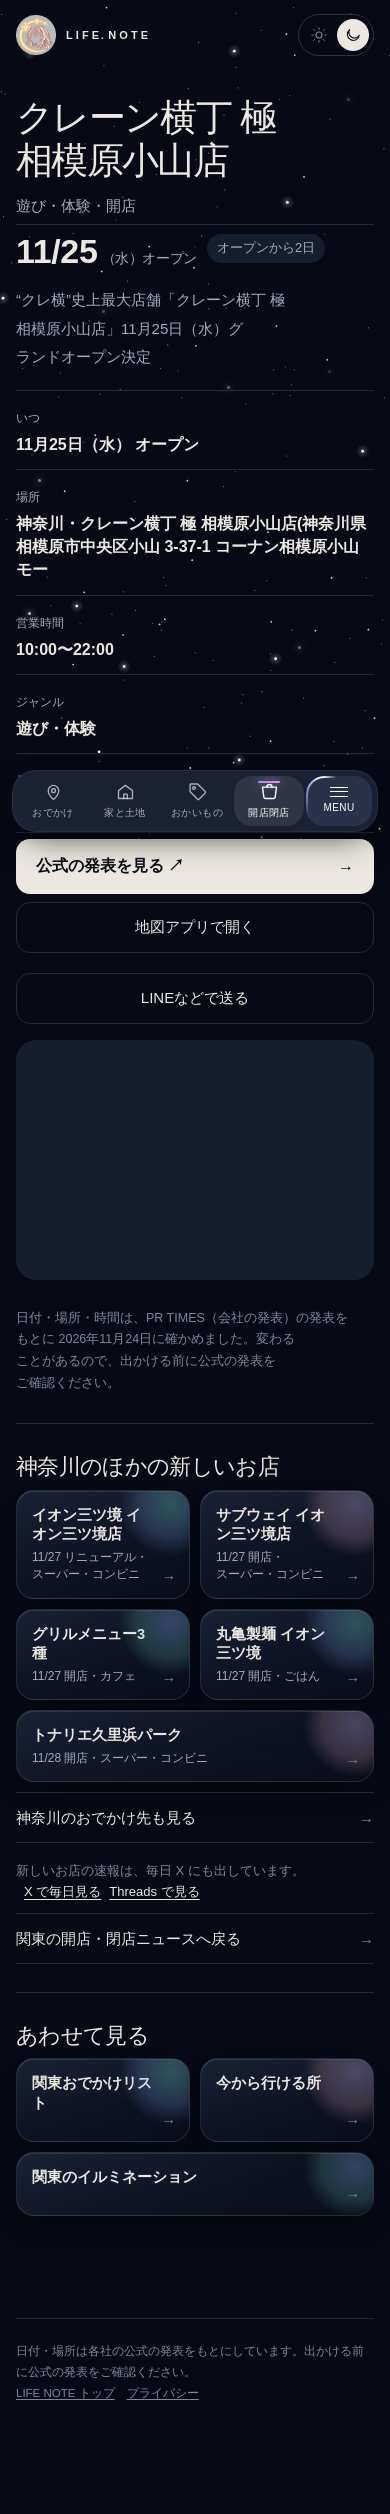 LIFE.NOTE
クレーン横丁 極
相模原小山店
遊び・体験・開店
11/25 （水）オープン オープンから2日
“クレ横”史上最大店舗「クレーン横丁 極
相模原小山店」11月25日（水）グ
ランドオープン決定
いつ
11月25日（水） オープン
場所
神奈川・クレーン横丁 極 相模原小山店(神奈川県
相模原市中央区小山 3-37-1 コーナン相模原小山
モー
営業時間
10:00〜22:00
ジャンル
遊び・体験
おでかけ 家と土地 おかいもの 開店閉店 MENU
公式の発表を見る ↗ →
地図アプリで開く
LINEなどで送る
日付・場所・時間は、PR TIMES（会社の発表）の発表を
もとに 2026年11月24日に確かめました。変わる
ことがあるので、出かける前に公式の発表を
ご確認ください。
神奈川のほかの新しいお店
イオン三ツ境 イ
オン三ツ境店
11/27 リニューアル・
スーパー・コンビニ →
サブウェイ イオ
ン三ツ境店
11/27 開店・
スーパー・コンビニ →
グリルメニュー3
種
11/27 開店・カフェ →
丸亀製麺 イオン
三ツ境
11/27 開店・ごはん →
トナリエ久里浜パーク
11/28 開店・スーパー・コンビニ →
神奈川のおでかけ先も見る →
新しいお店の速報は、毎日 X にも出しています。
X で毎日見る Threads で見る
関東の開店・閉店ニュースへ戻る →
あわせて見る
関東おでかけリス
ト →
今から行ける所 →
関東のイルミネーション →
日付・場所は各社の公式の発表をもとにしています。出かける前
に公式の発表をご確認ください。
LIFE NOTE トップ プライバシー